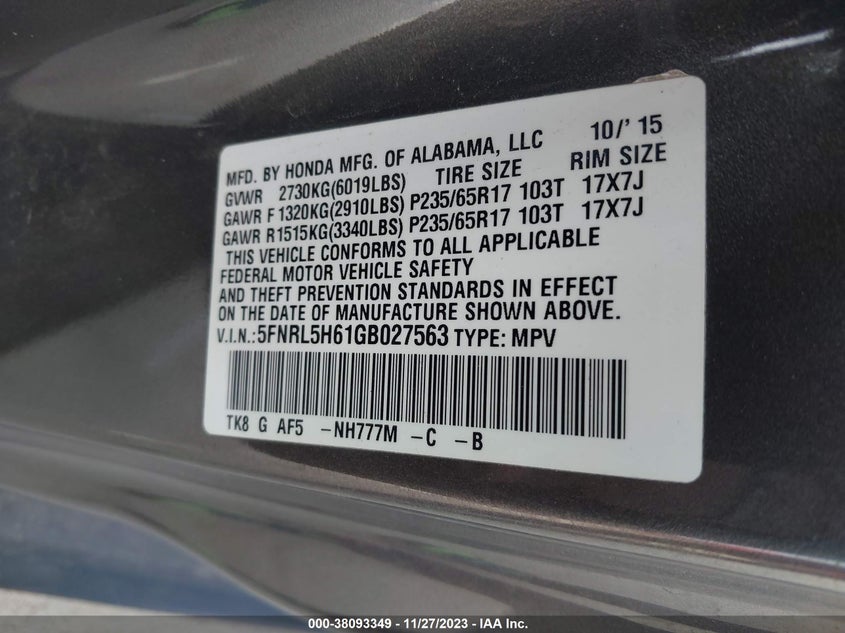 MFD. BY HONDA MFG. OF ALABAMA, LLC 10/' 15
GVWR 2730KG(6019LBS) TIRE SIZE RIM SIZE
GAWR F 1320KG(2910LBS) P235/65R17 103T 17X7J
GAWR R1515KG(3340LBS) P235/65R17 103T 17X7J
THIS VEHICLE CONFORMS TO ALL APPLICABLE
FEDERAL MOTOR VEHICLE SAFETY
AND THEFT PREVENTION STANDARDS IN EFFECT
ON THE DATE OF MANUFACTURE SHOWN ABOVE.
V.I.N.:5FNRL5H61GB027563 TYPE: MPV
TK8 G AF5 -NH777M -C -B
000-38093349 - 11/27/2023 - IAA Inc.